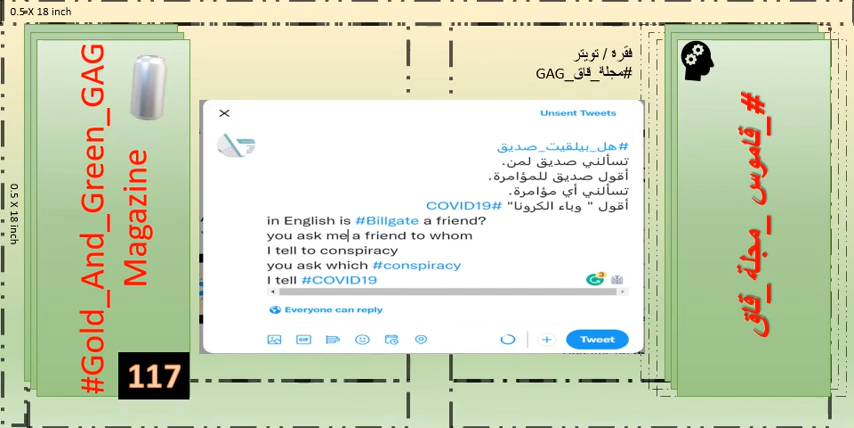 0.5 X 18 inch
0.5 X 18 Inch
#Gold_And_Green_GAG
Magazine
117
فقرة / تويتر
#مجلة_قاق_GAG
Unsent Tweets
#هل_بيلقيت_صديق
تسألني صديق لمن.
أقول صديق للمؤامرة.
تسألني أي مؤامرة.
أقول " وباء الكرونا" #COVID19
in English is #Billgate a friend?
you ask me a friend to whom
I tell to conspiracy
you ask which #conspiracy
I tell #COVID19
Everyone can reply
GIF
Tweet
#_قاموس_مجلة_قاق